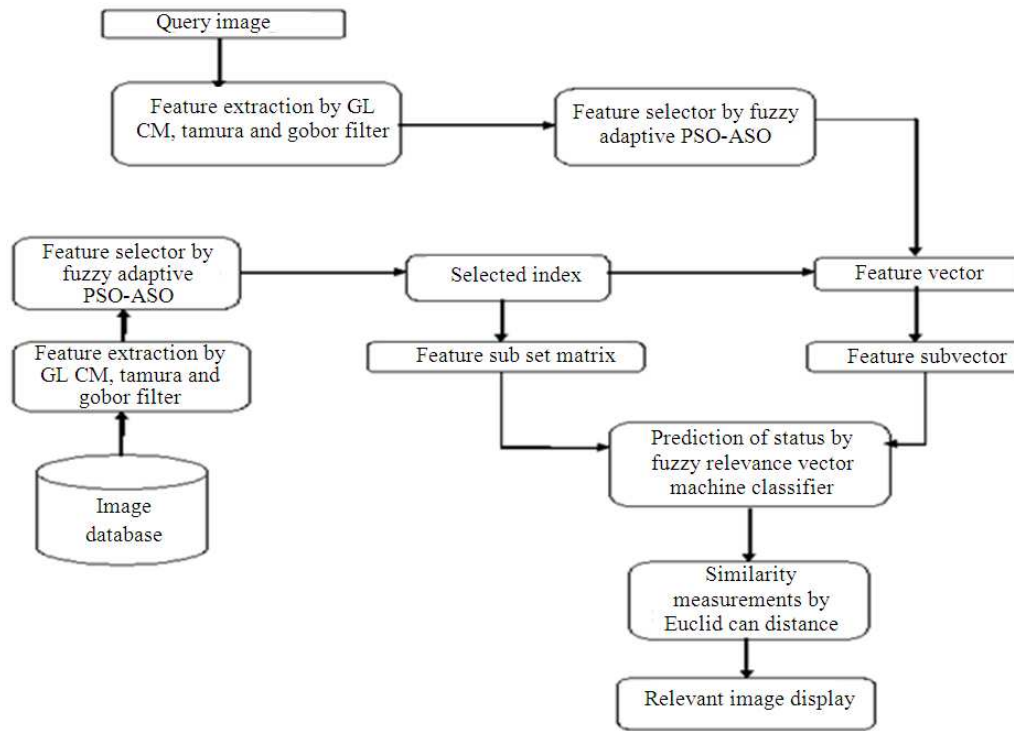 Query image
Feature extraction by GL
CM, tamura and gobor filter
Feature selector by fuzzy
adaptive PSO-ASO
Feature selector by
fuzzy adaptive
PSO-ASO
Selected index
Feature vector
Feature extraction by
GL CM, tamura and
gobor filter
Feature sub set matrix
Feature subvector
Image
database
Prediction of status by
fuzzy relevance vector
machine classifier
Similarity
measurements by
Euclid can distance
Relevant image display